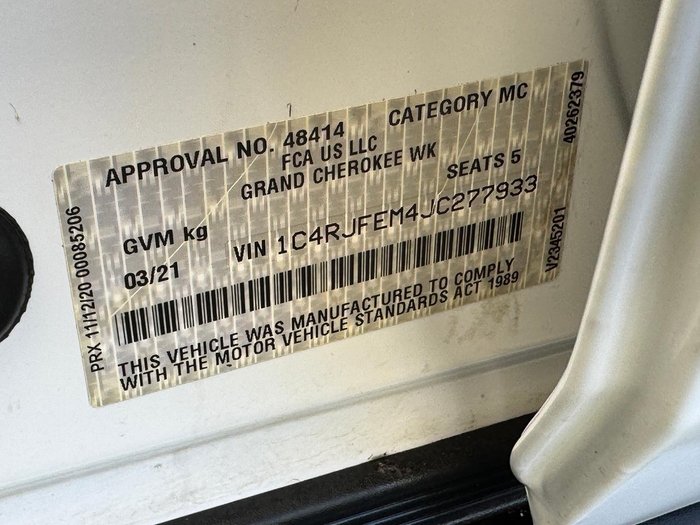 APPROVAL NO. 48414 CATEGORY MC
FCA US LLC
GRAND CHEROKEE WK
GVM kg SEATS 5
03/21 VIN 1C4RJFEM4JC277933
THIS VEHICLE WAS MANUFACTURED TO COMPLY
WITH THE MOTOR VEHICLE STANDARDS ACT 1989
PRX 11/12/20 00085206
V2345201
40262379